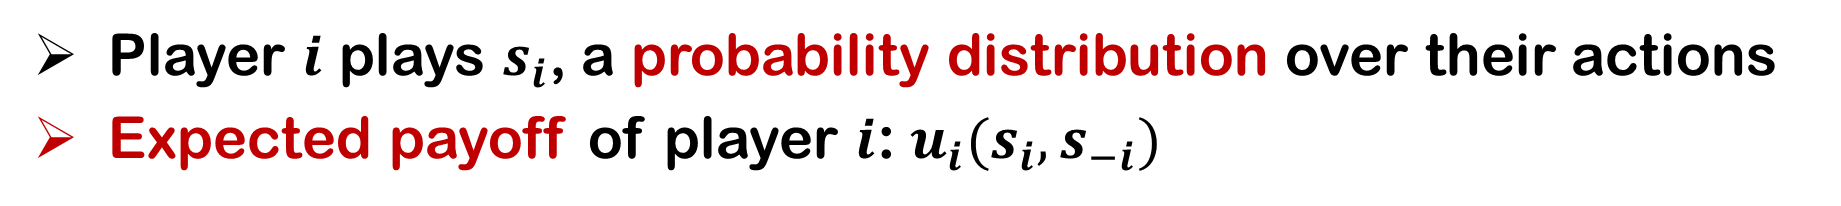 ➢ Player 𝒊 plays 𝒔ᵢ, a probability distribution over their actions
➢ Expected payoff of player 𝒊: 𝒖ᵢ(𝒔ᵢ, 𝒔₋ᵢ)